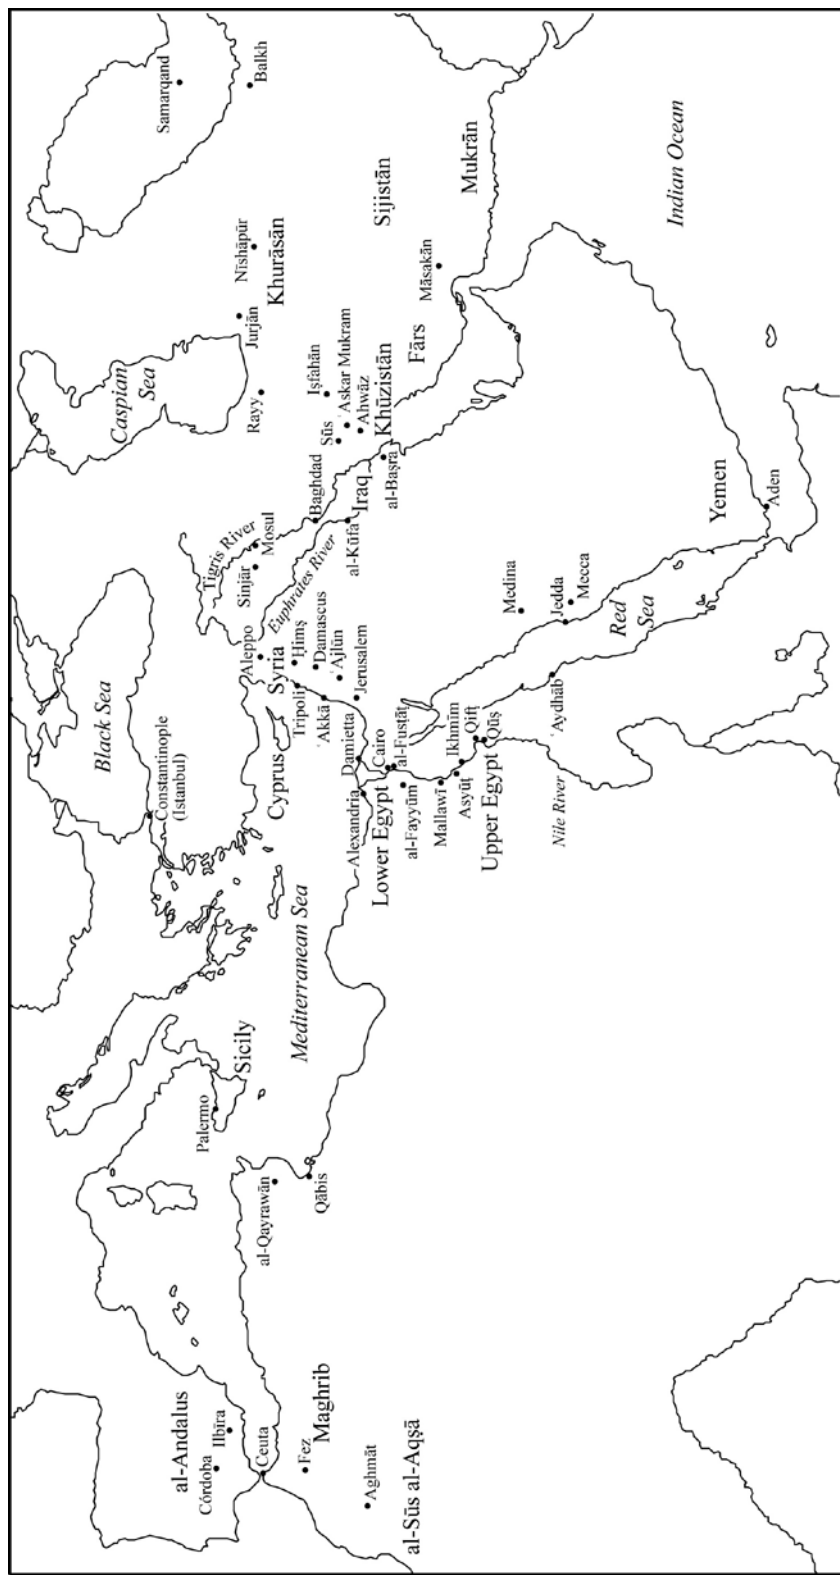 al-Andalus
Córdoba
Ilbīra
Ceuta
Fez
Maghrib
Aghmāt
al-Sūs al-Aqṣā
Palermo
Sicily
al-Qayrawān
Qābis
Mediterranean Sea
Black Sea
Constantinople
(Istanbul)
Cyprus
Alexandria
Damietta
Lower Egypt
Cairo
al-Fusṭāṭ
al-Fayyūm
Mallawī
Asyūṭ
Ikhmīm
Qifṭ
Qūṣ
Upper Egypt
Nile River
ʿAydhāb
Aleppo
Syria
Tripoli
Ḥimṣ
Damascus
ʿAkkā
ʿAjlūn
Jerusalem
Tigris River
Sinjār
Mosul
Euphrates River
Baghdad
al-Kūfa
Iraq
al-Baṣra
Medina
Jedda
Mecca
Red
Sea
Yemen
Aden
Caspian
Sea
Rayy
Jurjān
Nīshāpūr
Khurāsān
Iṣfahān
Sūs
ʿAskar Mukram
Ahwāz
Khūzistān
Fārs
Māsakān
Sijistān
Mukrān
Samarqand
Balkh
Indian Ocean